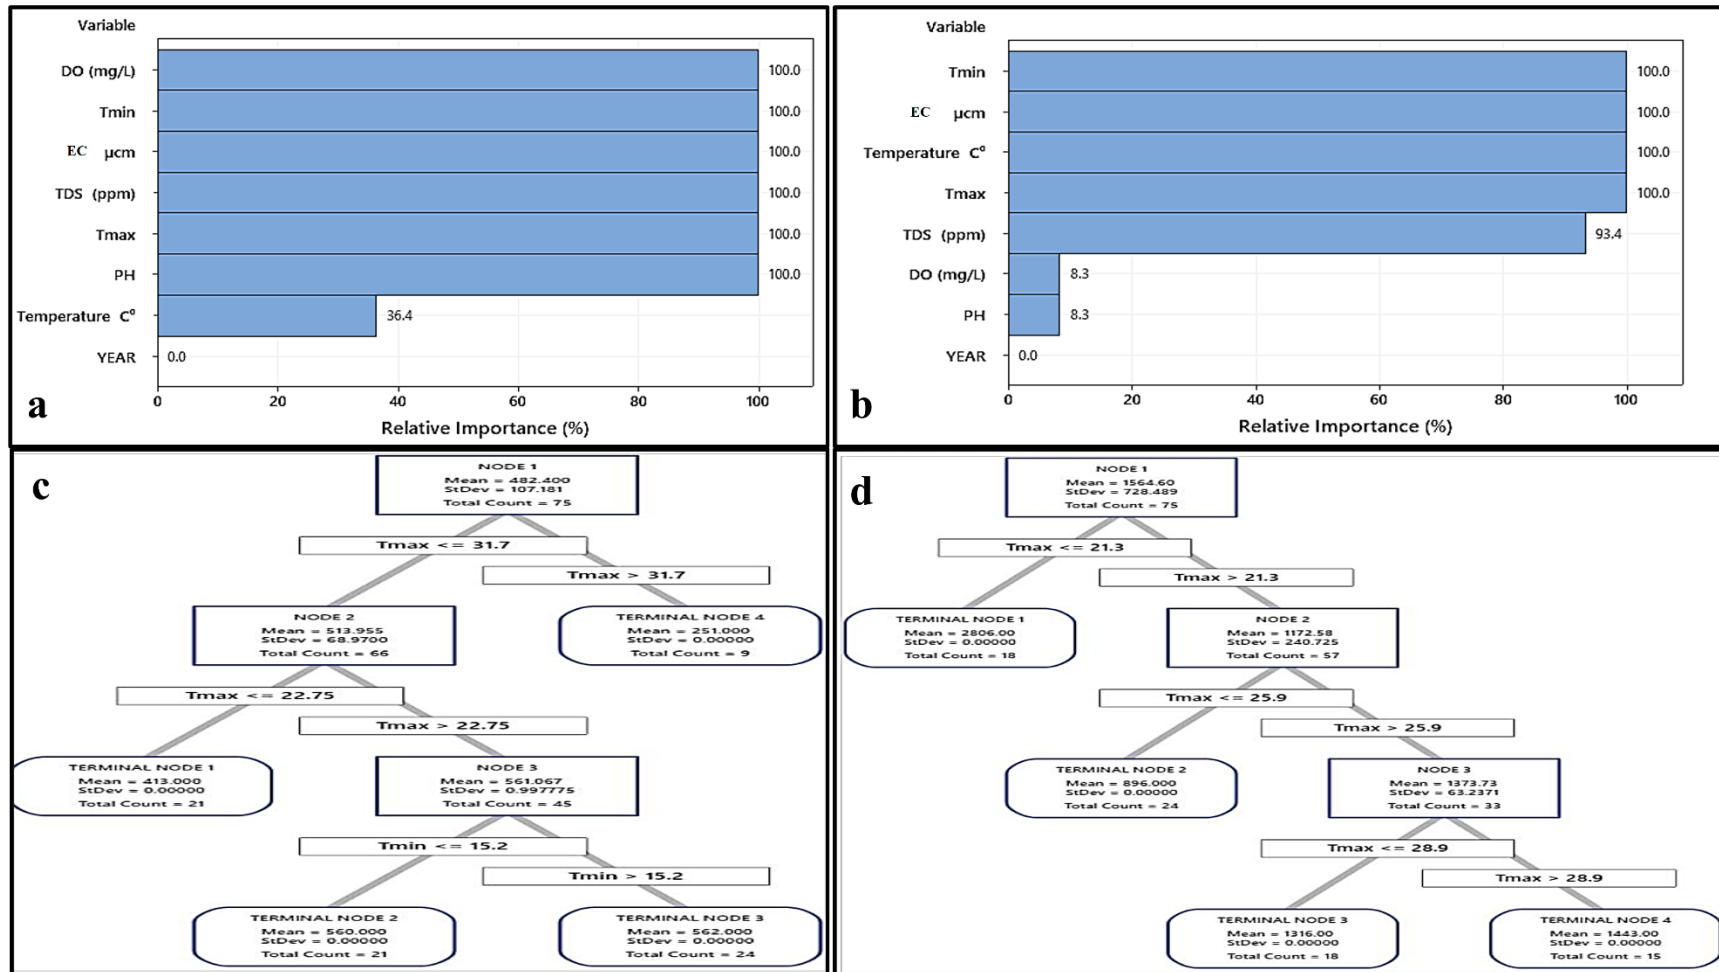 Variable
DO (mg/L) 100.0
Tmin 100.0
EC µcm 100.0
TDS (ppm) 100.0
Tmax 100.0
PH 100.0
Temperature C° 36.4
YEAR 0.0
0 20 40 60 80 100
Relative Importance (%)
a
Variable
Tmin 100.0
EC µcm 100.0
Temperature C° 100.0
Tmax 100.0
TDS (ppm) 93.4
DO (mg/L) 8.3
PH 8.3
YEAR 0.0
0 20 40 60 80 100
Relative Importance (%)
b
c
NODE 1
Mean = 482.400
StDev = 107.181
Total Count = 75
Tmax <= 31.7
Tmax > 31.7
NODE 2
Mean = 513.955
StDev = 68.9700
Total Count = 66
TERMINAL NODE 4
Mean = 251.000
StDev = 0.00000
Total Count = 9
Tmax <= 22.75
Tmax > 22.75
TERMINAL NODE 1
Mean = 413.000
StDev = 0.00000
Total Count = 21
NODE 3
Mean = 561.067
StDev = 0.997775
Total Count = 45
Tmin <= 15.2
Tmin > 15.2
TERMINAL NODE 2
Mean = 560.000
StDev = 0.00000
Total Count = 21
TERMINAL NODE 3
Mean = 562.000
StDev = 0.00000
Total Count = 24
d
NODE 1
Mean = 1564.60
StDev = 728.489
Total Count = 75
Tmax <= 21.3
Tmax > 21.3
TERMINAL NODE 1
Mean = 2806.00
StDev = 0.00000
Total Count = 18
NODE 2
Mean = 1172.58
StDev = 240.725
Total Count = 57
Tmax <= 25.9
Tmax > 25.9
TERMINAL NODE 2
Mean = 896.000
StDev = 0.00000
Total Count = 24
NODE 3
Mean = 1373.73
StDev = 63.2371
Total Count = 33
Tmax <= 28.9
Tmax > 28.9
TERMINAL NODE 3
Mean = 1316.00
StDev = 0.00000
Total Count = 18
TERMINAL NODE 4
Mean = 1443.00
StDev = 0.00000
Total Count = 15